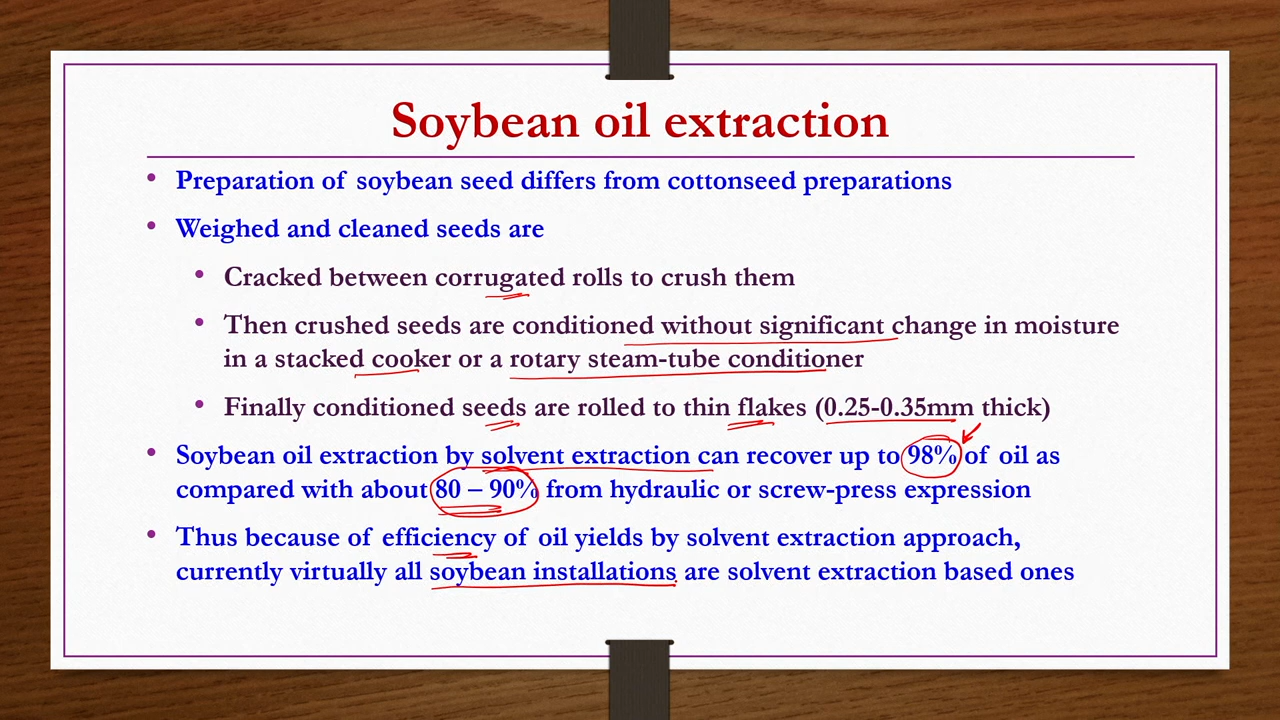 Soybean oil extraction
• Preparation of soybean seed differs from cottonseed preparations
• Weighed and cleaned seeds are
• Cracked between corrugated rolls to crush them
• Then crushed seeds are conditioned without significant change in moisture
in a stacked cooker or a rotary steam-tube conditioner
• Finally conditioned seeds are rolled to thin flakes (0.25-0.35mm thick)
• Soybean oil extraction by solvent extraction can recover up to 98% of oil as
compared with about 80 – 90% from hydraulic or screw-press expression
• Thus because of efficiency of oil yields by solvent extraction approach,
currently virtually all soybean installations are solvent extraction based ones